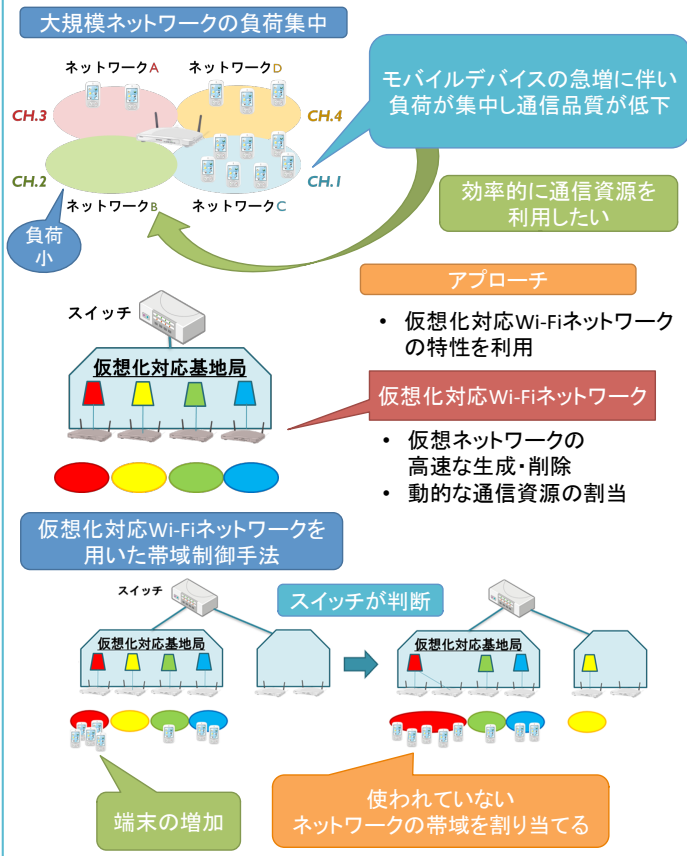 大規模ネットワークの負荷集中
ネットワークA
ネットワークD
CH.3
CH.4
モバイルデバイスの急増に伴い
負荷が集中し通信品質が低下
CH.2
CH.1
ネットワークB
ネットワークC
負荷
小
効率的に通信資源を
利用したい
アプローチ
スイッチ
• 仮想化対応Wi-Fiネットワーク
の特性を利用
仮想化対応基地局
仮想化対応Wi-Fiネットワーク
• 仮想ネットワークの
高速な生成・削除
• 動的な通信資源の割当
仮想化対応Wi-Fiネットワークを
用いた帯域制御手法
スイッチ
スイッチが判断
仮想化対応基地局
仮想化対応基地局
端末の増加
使われていない
ネットワークの帯域を割り当てる